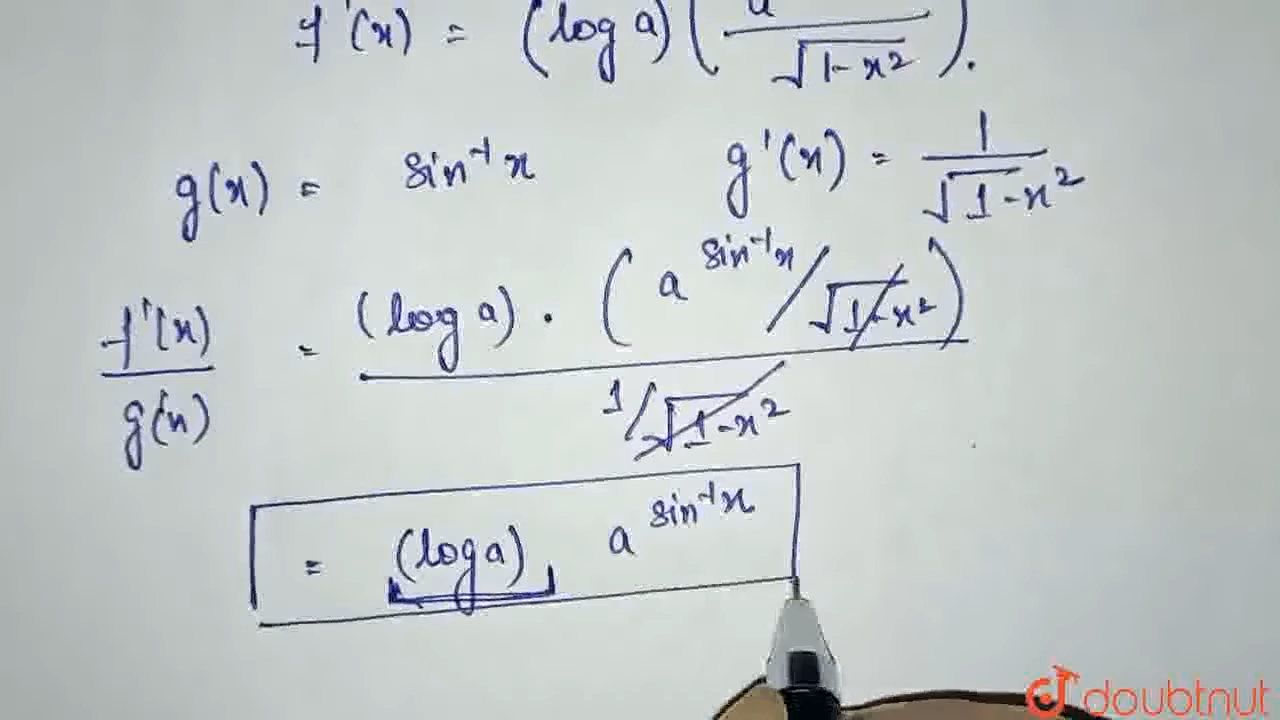 f'(x) = (log a) (a / √1-x²).
g(x) = sin⁻¹x g'(x) = 1/√1-x²
f'(x)/g'(x) = (log a) · (a^sin⁻¹x / √1-x²) / 1/√1-x²
= (log a) a^sin⁻¹x
doubtnut